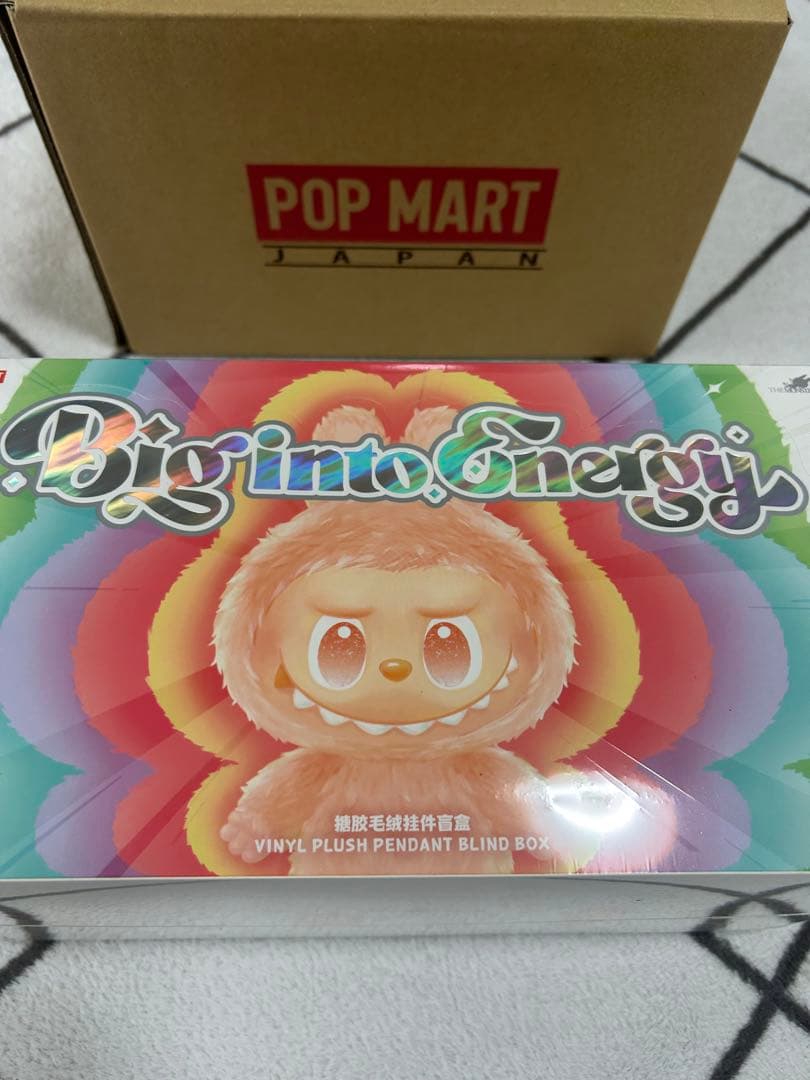 POP MART
JAPAN
Big into Energy
搪胶毛绒挂件盲盒
VINYL PLUSH PENDANT BLIND BOX